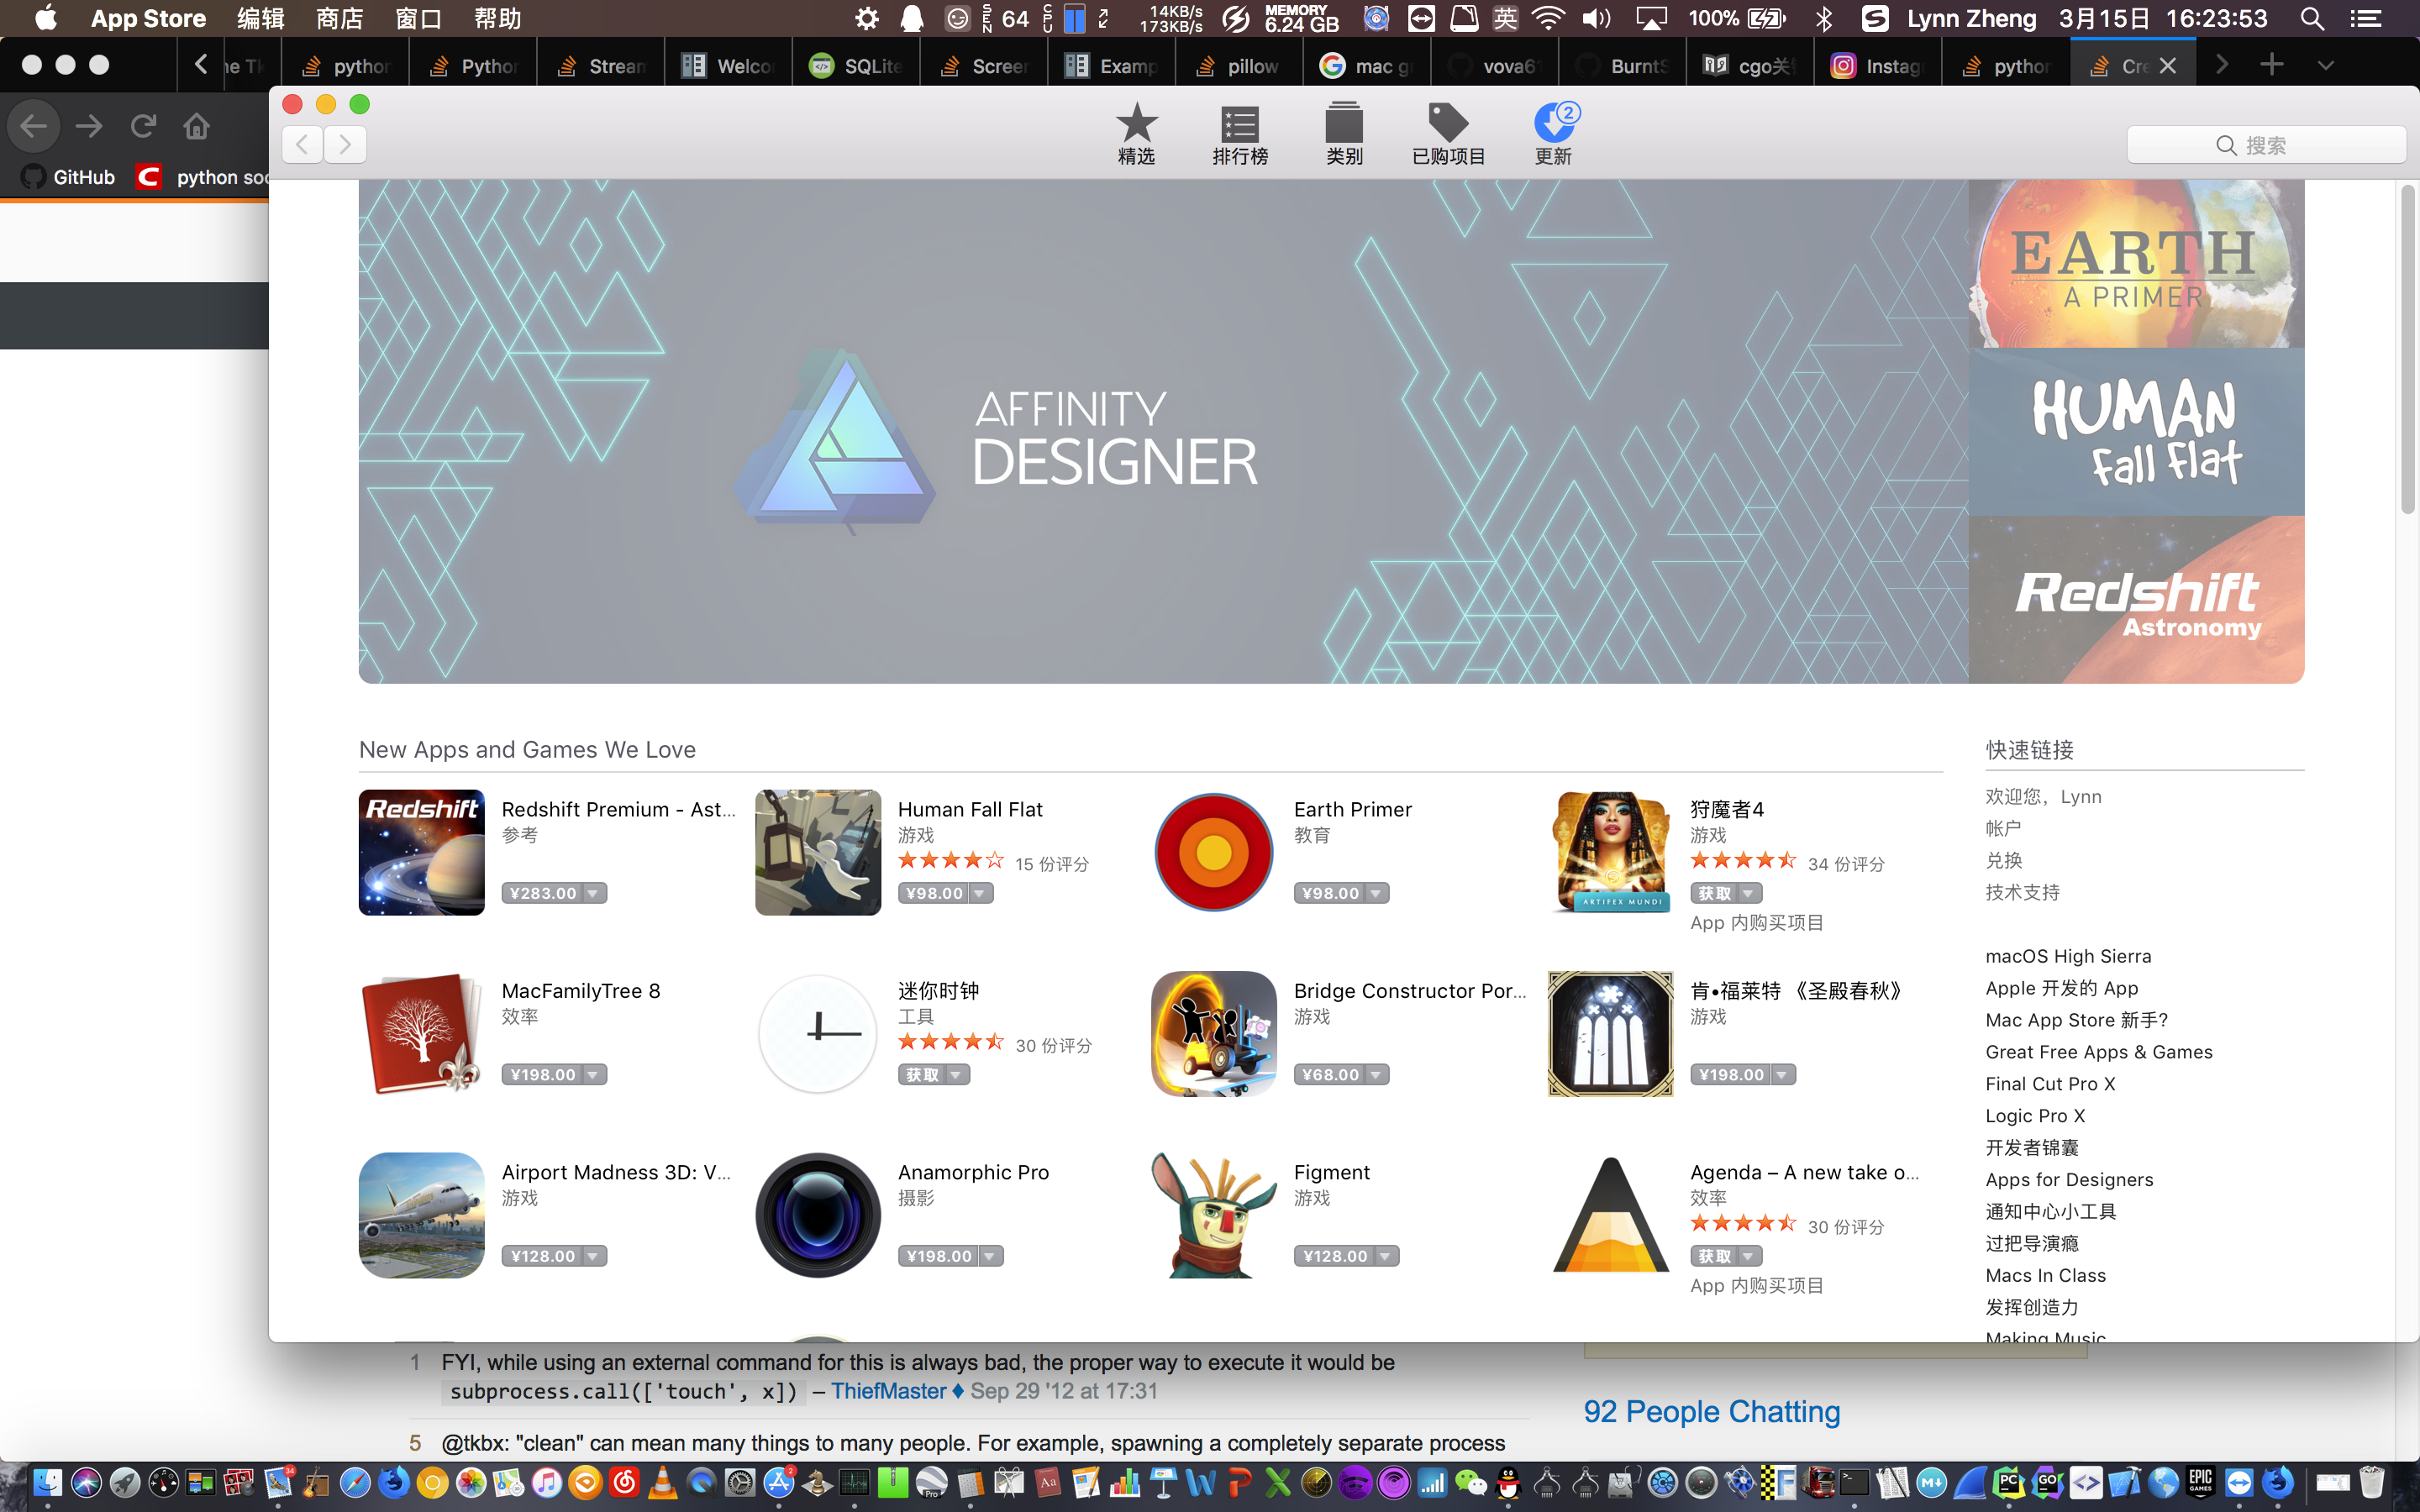 App Store 编辑 商店 窗口 帮助
SEN 64 CPU 14KB/s 173KB/s MEMORY 6.24 GB 英 100% Lynn Zheng 3月15日 16:23:53
python Python Stream Welco SQLite Screen Examp pillow mac g vova6 Burnt cgo关 Instag python Cre
GitHub python soc
精选 排行榜 类别 已购项目 更新 2
搜索
AFFINITY
DESIGNER
EARTH
A PRIMER
HUMAN
fall flat
Redshift
Astronomy
New Apps and Games We Love
Redshift
Redshift Premium - Ast...
参考
¥283.00
Human Fall Flat
游戏
15 份评分
¥98.00
Earth Primer
教育
¥98.00
ARTIFEX MUNDI
狩魔者4
游戏
34 份评分
获取
App 内购买项目
MacFamilyTree 8
效率
¥198.00
迷你时钟
工具
30 份评分
获取
Bridge Constructor Por...
游戏
¥68.00
肯•福莱特 《圣殿春秋》
游戏
¥198.00
Airport Madness 3D: V...
游戏
¥128.00
Anamorphic Pro
摄影
¥198.00
Figment
游戏
¥128.00
Agenda – A new take o...
效率
30 份评分
获取
App 内购买项目
快速链接
欢迎您，Lynn
帐户
兑换
技术支持
macOS High Sierra
Apple 开发的 App
Mac App Store 新手?
Great Free Apps & Games
Final Cut Pro X
Logic Pro X
开发者锦囊
Apps for Designers
通知中心小工具
过把导演瘾
Macs In Class
发挥创造力
Making Music
1 FYI, while using an external command for this is always bad, the proper way to execute it would be
subprocess.call(['touch', x]) – ThiefMaster ♦ Sep 29 '12 at 17:31
5 @tkbx: "clean" can mean many things to many people. For example, spawning a completely separate process
92 People Chatting